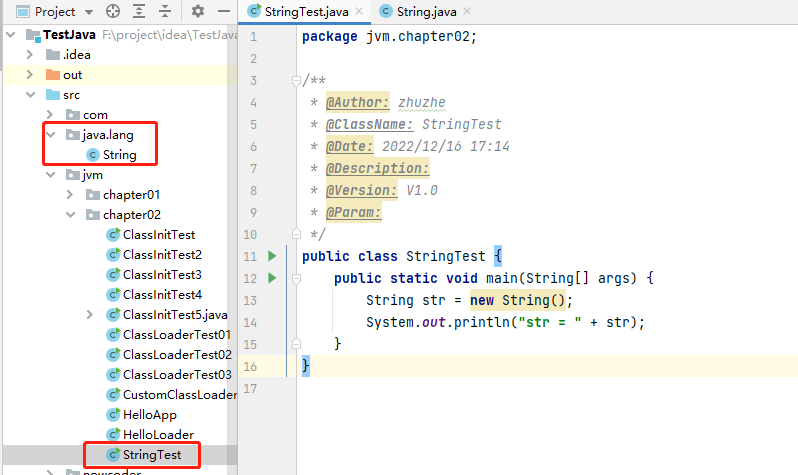 Project
StringTest.java
String.java
TestJava F:\project\idea\TestJava
.idea
out
src
com
java.lang
String
jvm
chapter01
chapter02
ClassInitTest
ClassInitTest2
ClassInitTest3
ClassInitTest4
ClassInitTest5.java
ClassLoaderTest01
ClassLoaderTest02
ClassLoaderTest03
CustomClassLoader
HelloApp
HelloLoader
StringTest
nowcoder
1 package jvm.chapter02;
2
3 /**
4 * @Author: zhuzhe
5 * @ClassName: StringTest
6 * @Date: 2022/12/16 17:14
7 * @Description:
8 * @Version: V1.0
9 * @Param:
10 */
11 public class StringTest {
12 public static void main(String[] args) {
13 String str = new String();
14 System.out.println("str = " + str);
15 }
16 }
17